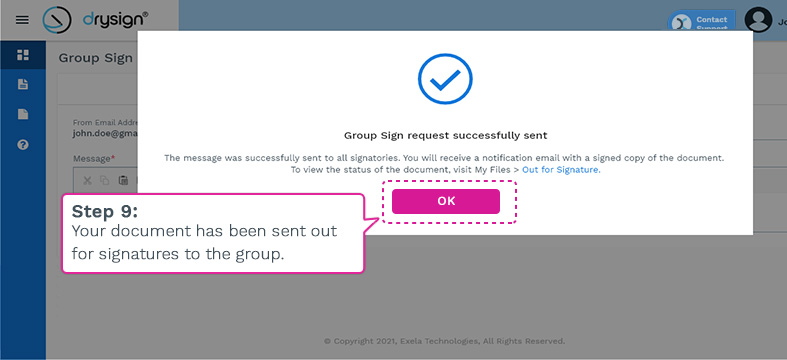 drysign®
Contact
Support
Jo
Group Sign
From Email Addre
john.doe@gma
Message*
Group Sign request successfully sent
The message was successfully sent to all signatories. You will receive a notification email with a signed copy of the document.
To view the status of the document, visit My Files > Out for Signature.
OK
Step 9:
Your document has been sent out
for signatures to the group.
© Copyright 2021, Exela Technologies, All Rights Reserved.